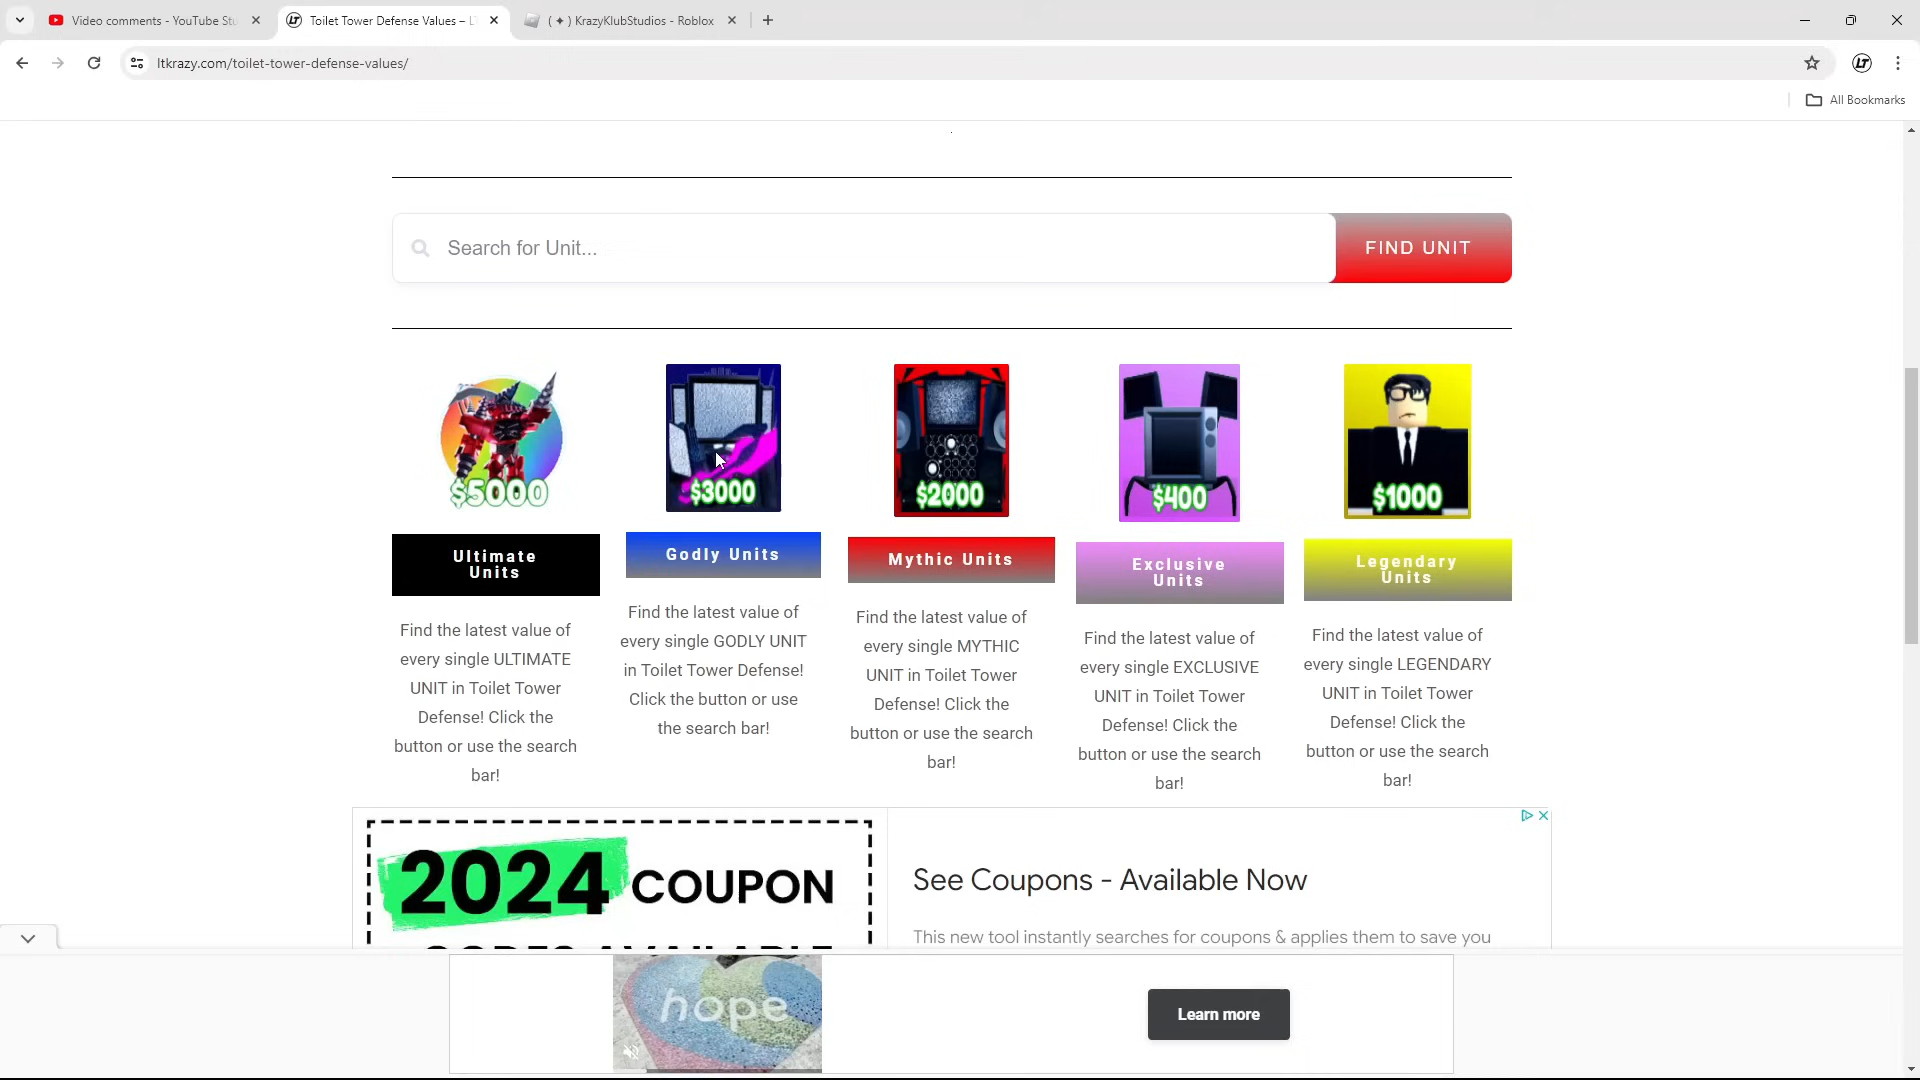 Video comments - YouTube Stu
Toilet Tower Defense Values – LT
( ✦ ) KrazyKlubStudios - Roblox
ltkrazy.com/toilet-tower-defense-values/
LT
All Bookmarks
Search for Unit...
FIND UNIT
$5000
$3000
$2000
$400
$1000
Ultimate
Units
Godly Units
Mythic Units
Exclusive
Units
Legendary
Units
Find the latest value of
every single ULTIMATE
UNIT in Toilet Tower
Defense! Click the
button or use the search
bar!
Find the latest value of
every single GODLY UNIT
in Toilet Tower Defense!
Click the button or use
the search bar!
Find the latest value of
every single MYTHIC
UNIT in Toilet Tower
Defense! Click the
button or use the search
bar!
Find the latest value of
every single EXCLUSIVE
UNIT in Toilet Tower
Defense! Click the
button or use the search
bar!
Find the latest value of
every single LEGENDARY
UNIT in Toilet Tower
Defense! Click the
button or use the search
bar!
2024 COUPON
CODES AVAILABLE
See Coupons - Available Now
This new tool instantly searches for coupons & applies them to save you
hope
Learn more